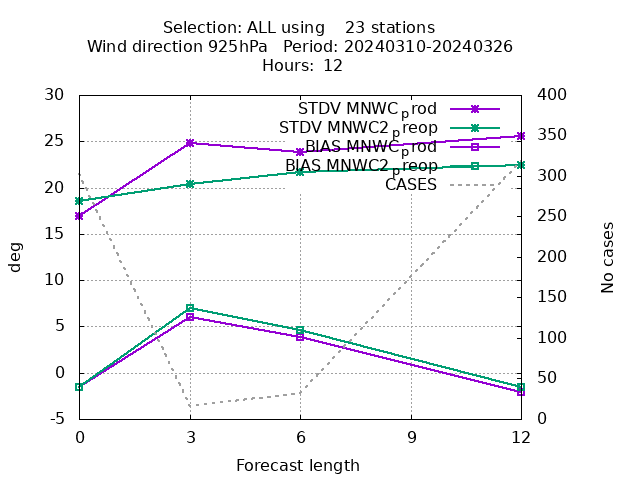 Selection: ALL using    23 stations
Wind direction 925hPa   Period: 20240310-20240326
Hours:  12
30
25
20
15
10
5
0
-5
deg
400
350
300
250
200
150
100
50
0
No cases
STDV MNWC_prod
STDV MNWC2_preop
BIAS MNWC_prod
BIAS MNWC2_preop
CASES
0 3 6 9 12
Forecast length